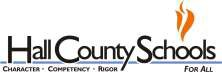 Hall County Schools
Character · Competency · Rigor For All